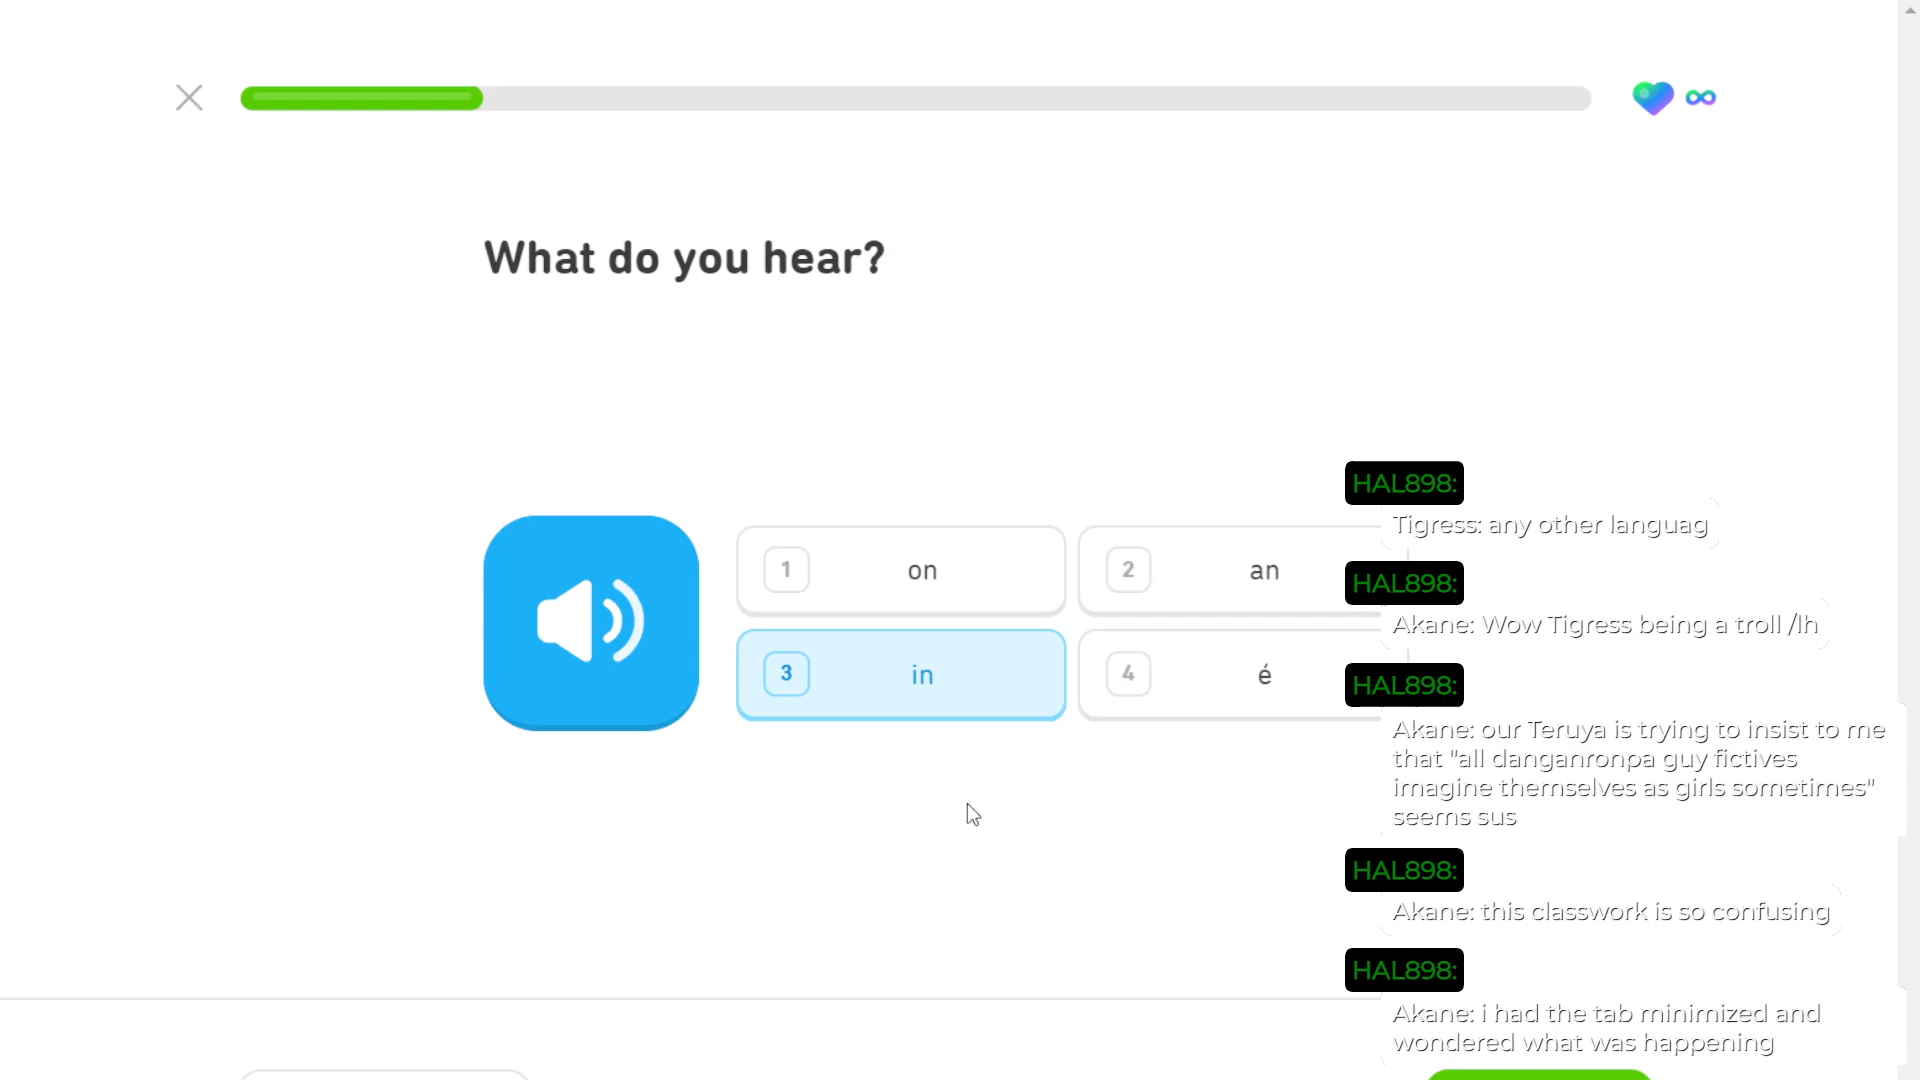 What do you hear?
1 on
2 an
3 in
4 é
HAL898:
Tigress: any other languag
HAL898:
Akane: Wow Tigress being a troll /lh
HAL898:
Akane: our Teruya is trying to insist to me
that "all danganronpa guy fictives
imagine themselves as girls sometimes"
seems sus
HAL898:
Akane: this classwork is so confusing
HAL898:
Akane: i had the tab minimized and
wondered what was happening